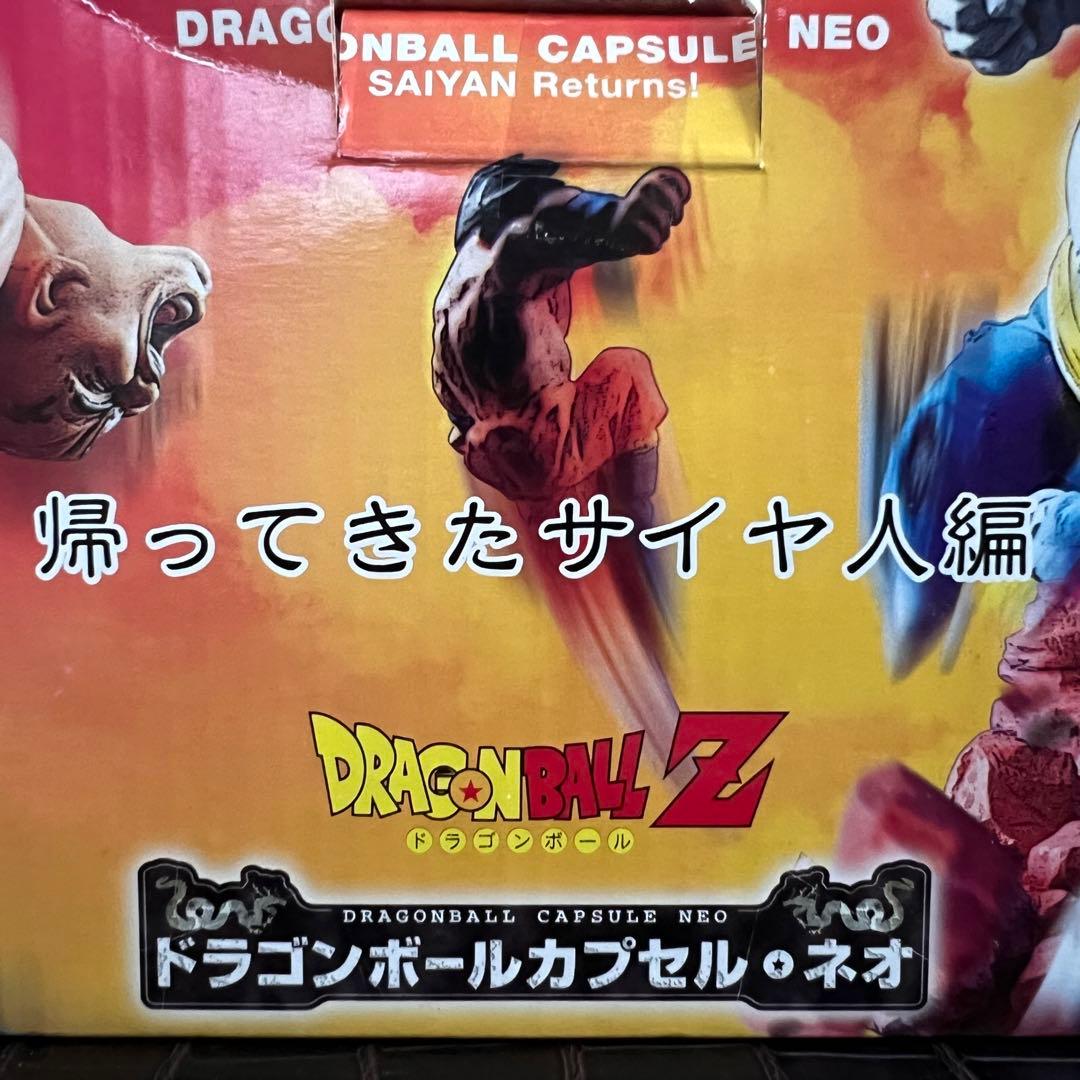 DRAGONBALL CAPSULE NEO
SAIYAN Returns!
帰ってきたサイヤ人編
DRAGONBALL Z
ドラゴンボール
DRAGONBALL CAPSULE NEO
ドラゴンボールカプセル・ネオ